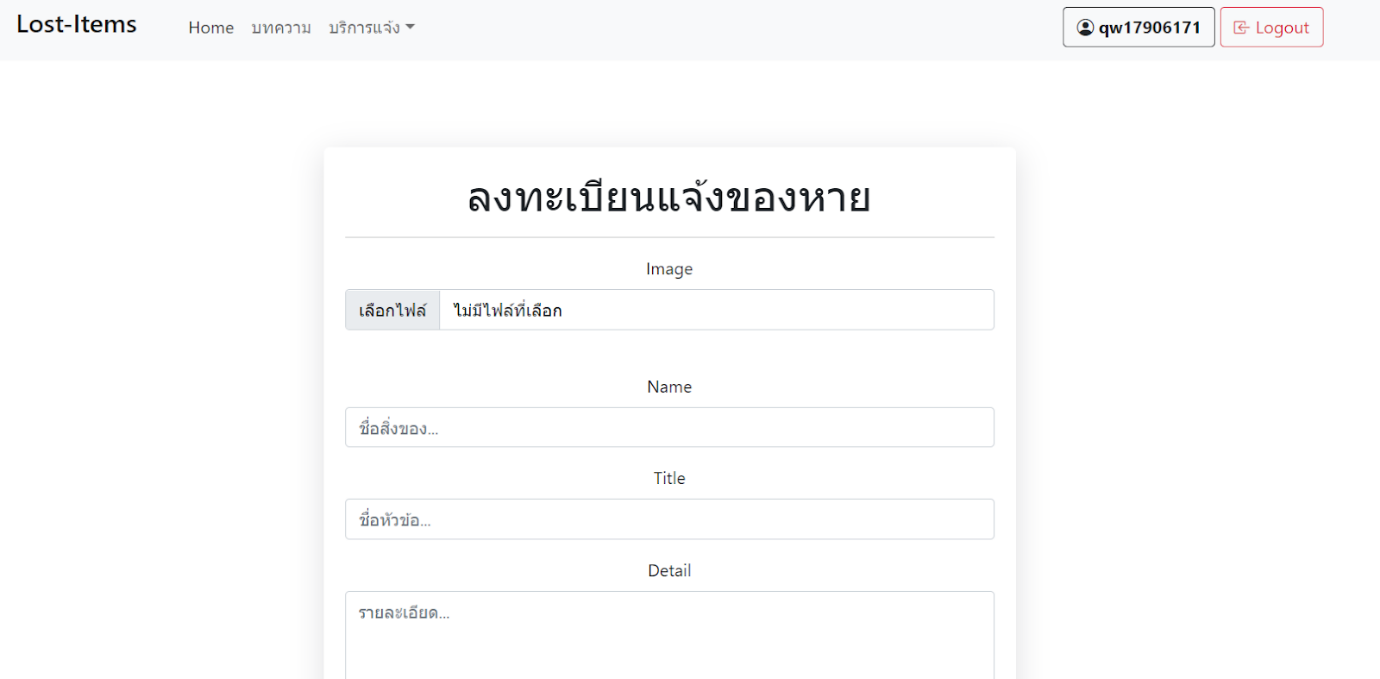 Lost-Items Home บทความ บริการแจ้ง qw17906171 Logout
ลงทะเบียนแจ้งของหาย
Image
เลือกไฟล์ ไม่มีไฟล์ที่เลือก
Name
ชื่อสิ่งของ...
Title
ชื่อหัวข้อ...
Detail
รายละเอียด...